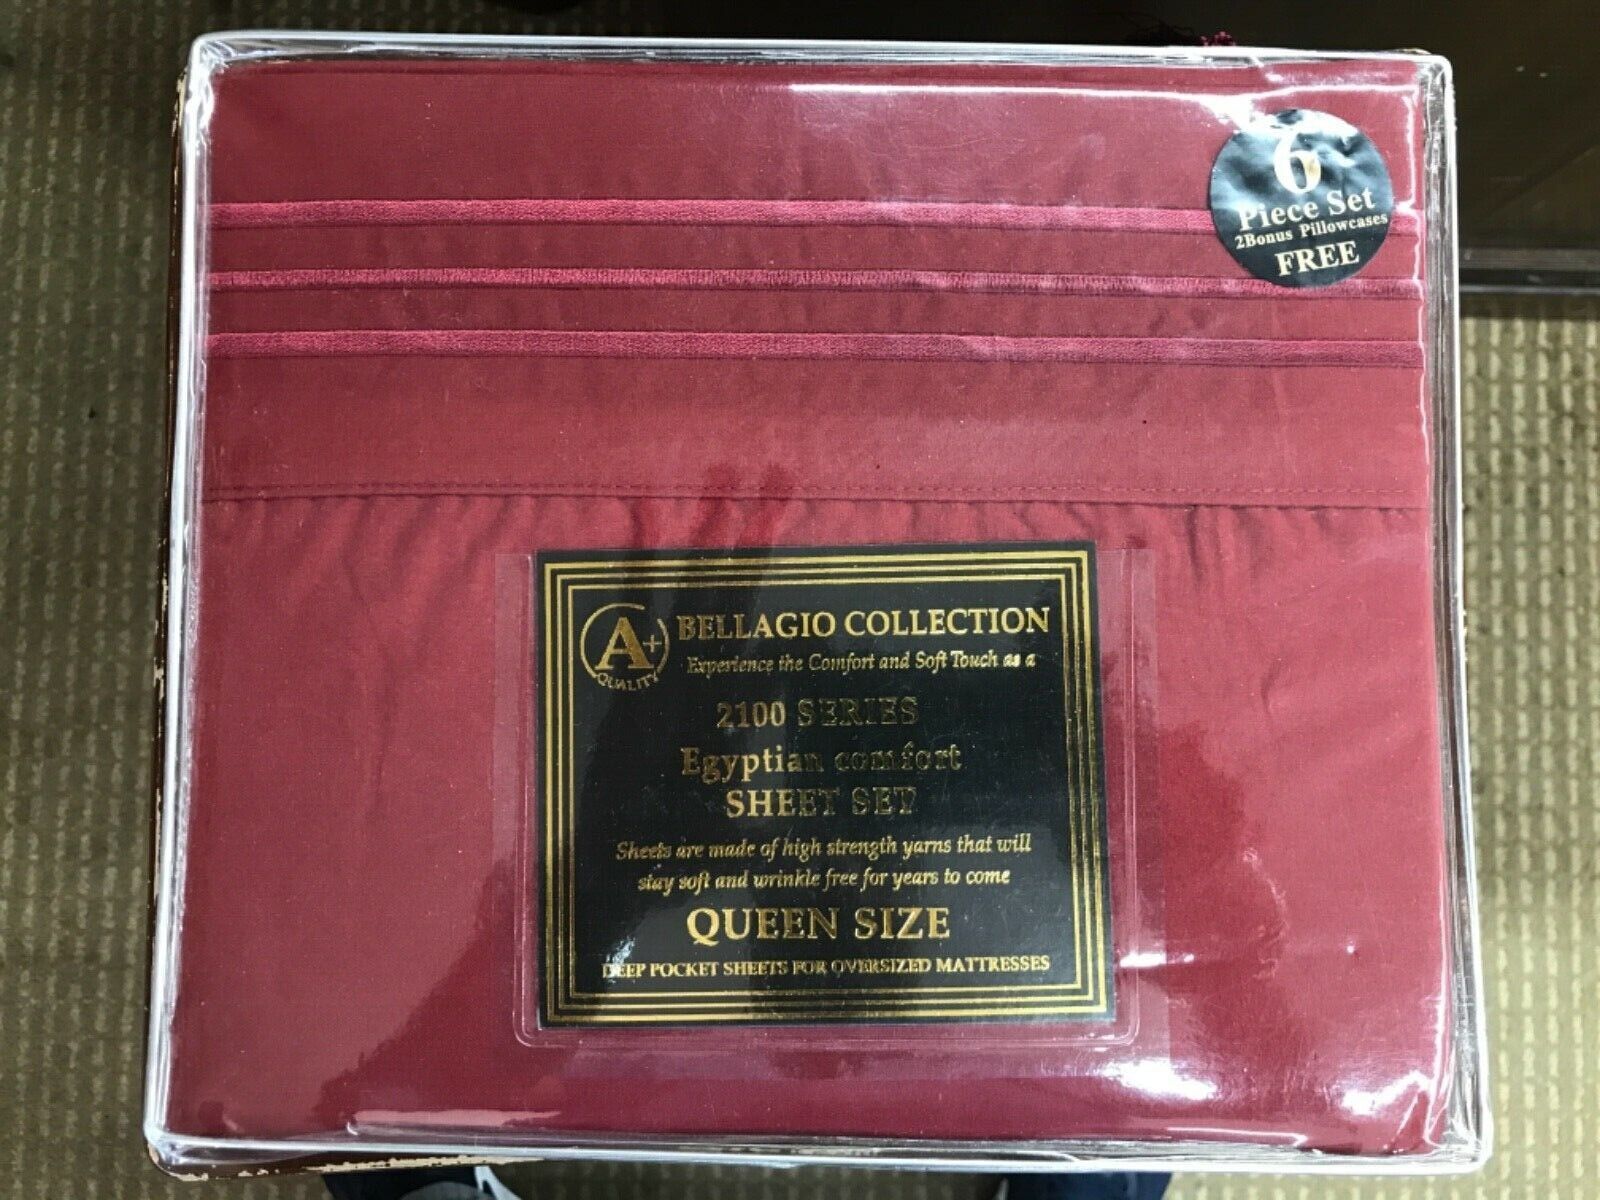 6
Piece Set
2Bonus Pillowcases
FREE
A+
QUALITY
BELLAGIO COLLECTION
Experience the Comfort and Soft Touch as a
2100 SERIES
Egyptian comfort
SHEET SET
Sheets are made of high strength yarns that will
stay soft and wrinkle free for years to come
QUEEN SIZE
DEEP POCKET SHEETS FOR OVERSIZED MATTRESSES